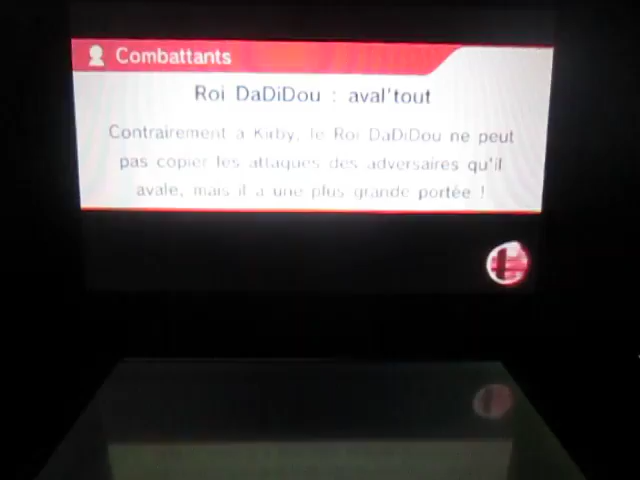 Combattants
Roi DaDiDou : aval'tout
Contrairement à Kirby, le Roi DaDiDou ne peut
pas copier les attaques des adversaires qu'il
avale, mais il a une plus grande portée !